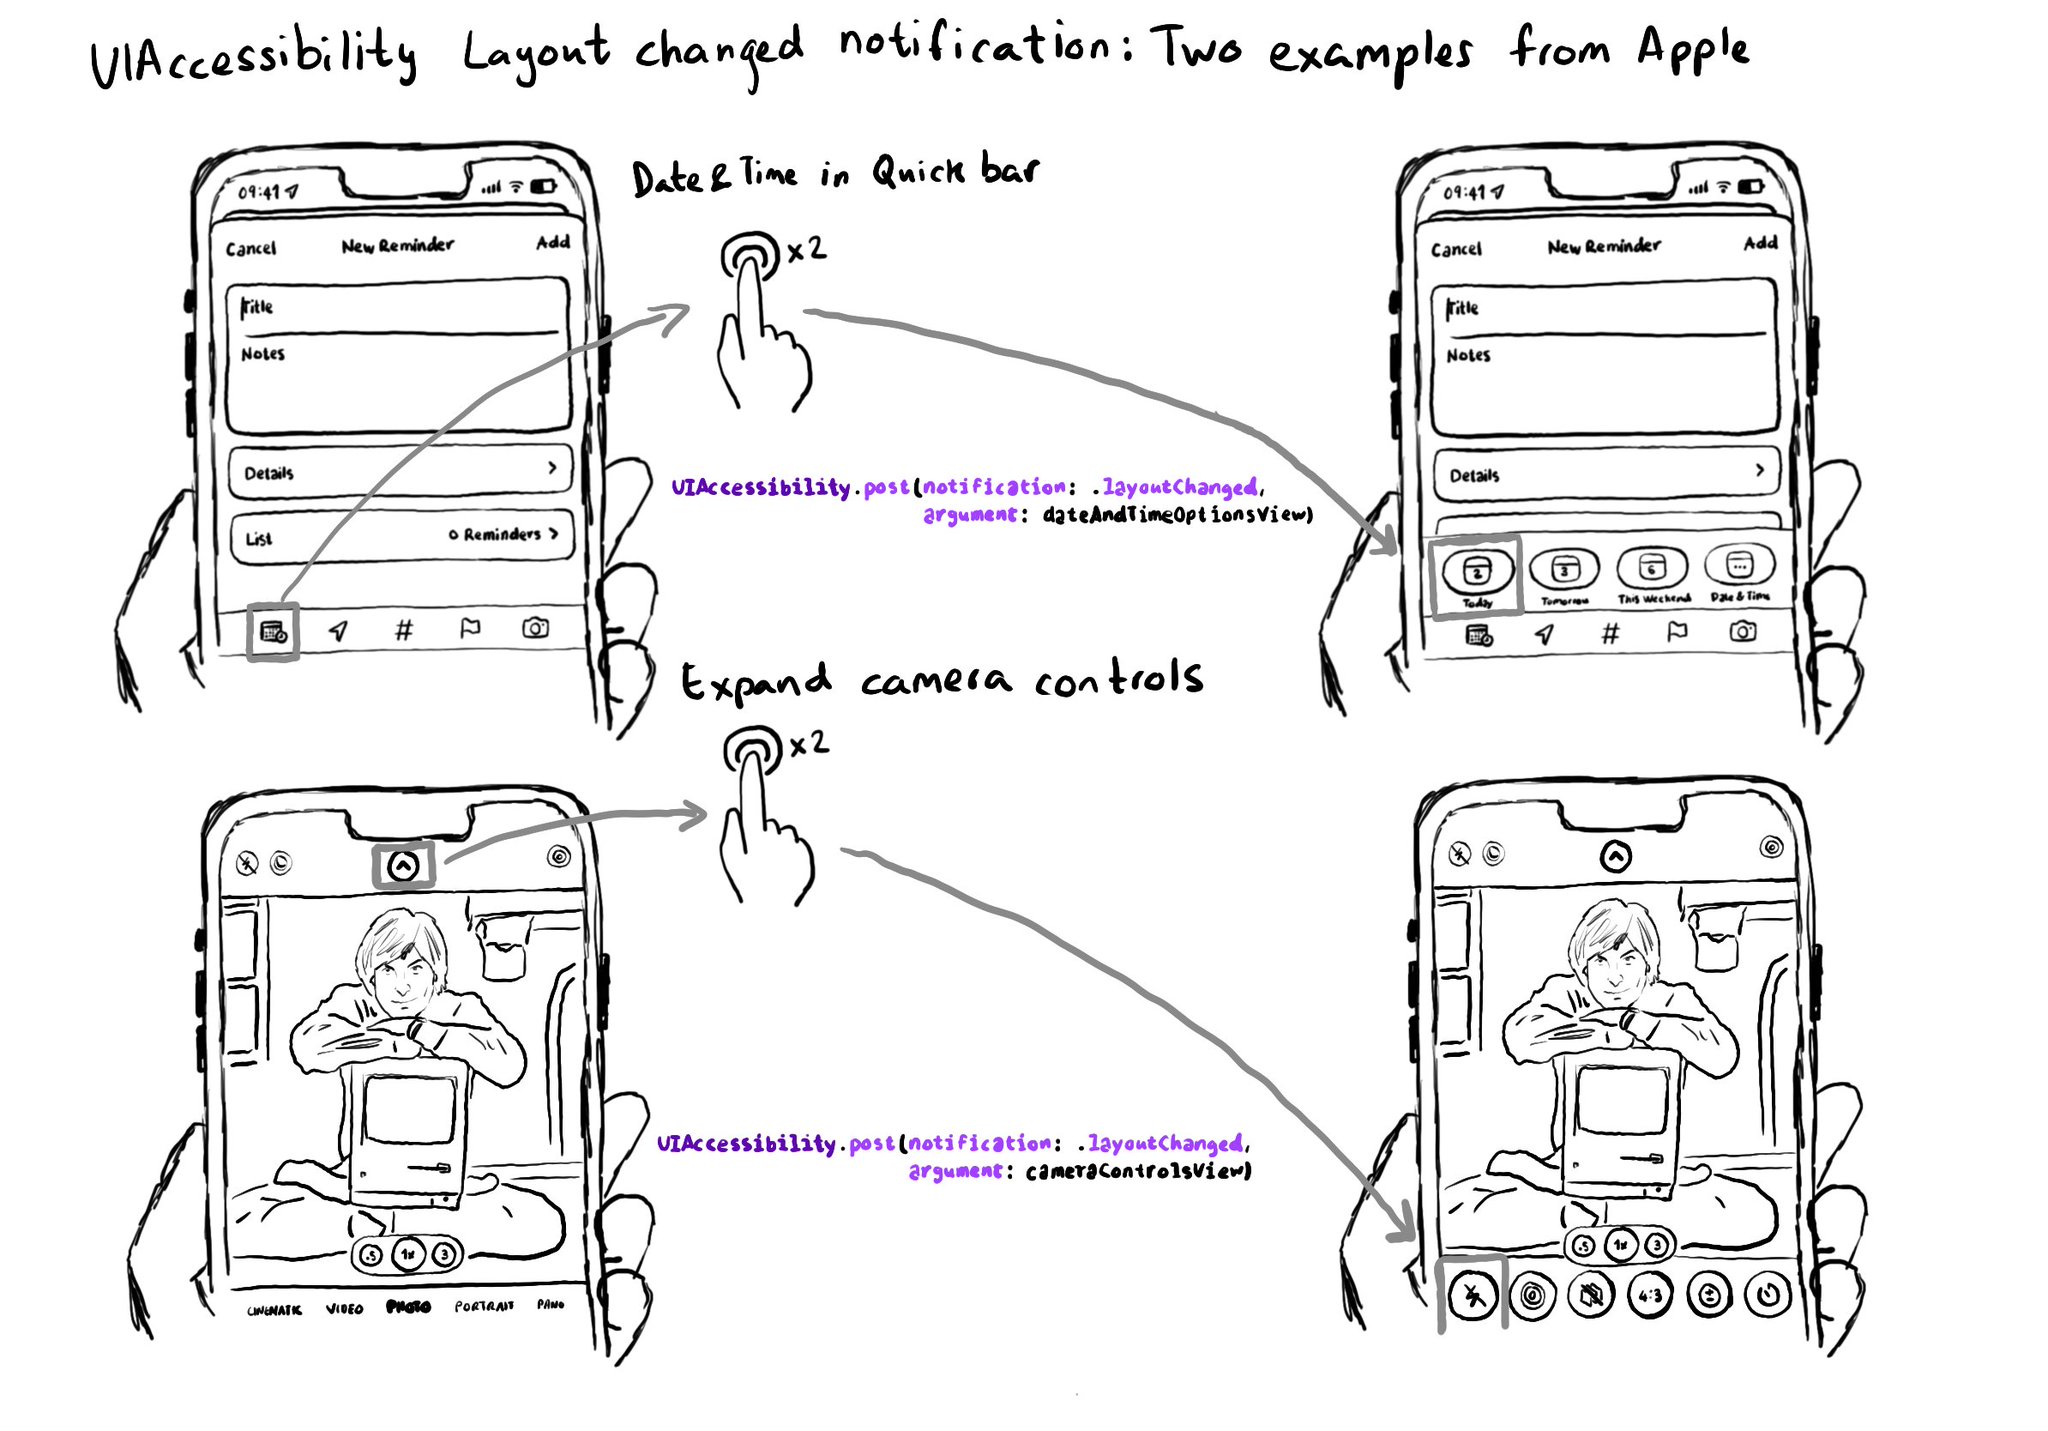 UIAccessibility Layout changed notification: Two examples from Apple
09:41
Cancel New Reminder Add
Title
Notes
Details
List 0 Reminders
Date & Time in Quick bar
x2
UIAccessibility.post(notification: .layoutChanged,
argument: dateAndTimeOptionsView)
09:41
Cancel New Reminder Add
Title
Notes
Details
2 3 6
Today Tomorrow This Weekend Date & Time
#
#
Expand camera controls
x2
.5 1x 3
CINEMATIC VIDEO PHOTO PORTRAIT PANO
UIAccessibility.post(notification: .layoutChanged,
argument: cameraControlsView)
.5 1x 3
4:3